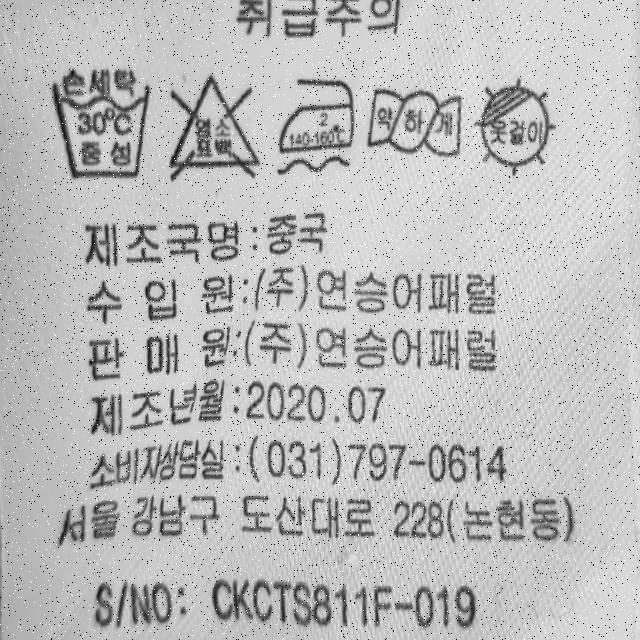 취급주의
손세탁 30℃ 중성
염소 표백
2 140-160℃
약하게
옷걸이
제조국명:중국
수 입 원:(주)연승어패럴
판 매 원:(주)연승어패럴
제조년월:2020.07
소비자상담실:(031)797-0614
서울 강남구 도산대로 228(논현동)
S/NO: CKCTS811F-019